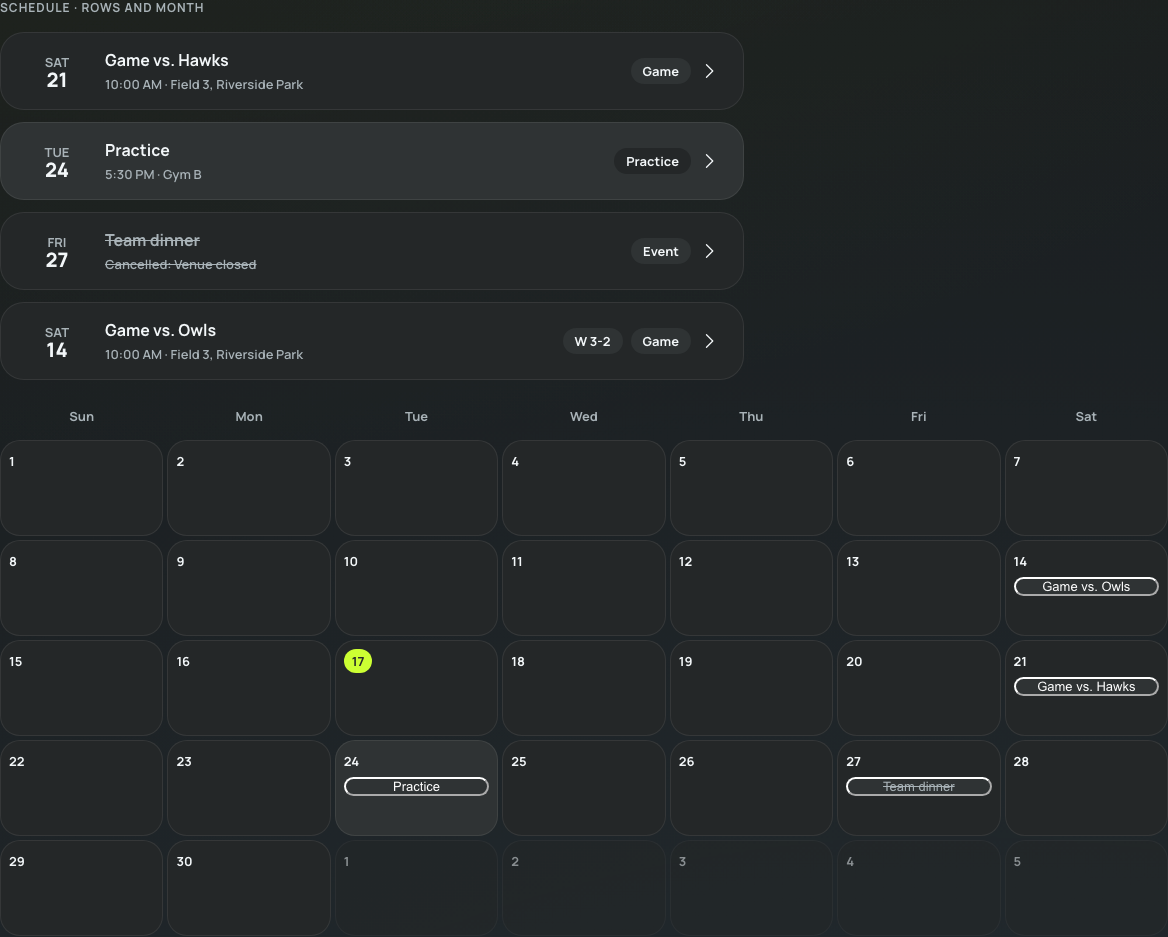 SCHEDULE · ROWS AND MONTH
SAT
21
Game vs. Hawks
10:00 AM · Field 3, Riverside Park
Game
TUE
24
Practice
5:30 PM · Gym B
Practice
FRI
27
Team dinner
Cancelled: Venue closed
Event
SAT
14
Game vs. Owls
10:00 AM · Field 3, Riverside Park
W 3-2
Game
Sun Mon Tue Wed Thu Fri Sat
1 2 3 4 5 6 7
8 9 10 11 12 13 14
Game vs. Owls
15 16 17 18 19 20 21
Game vs. Hawks
22 23 24 25 26 27 28
Practice Team dinner
29 30 1 2 3 4 5